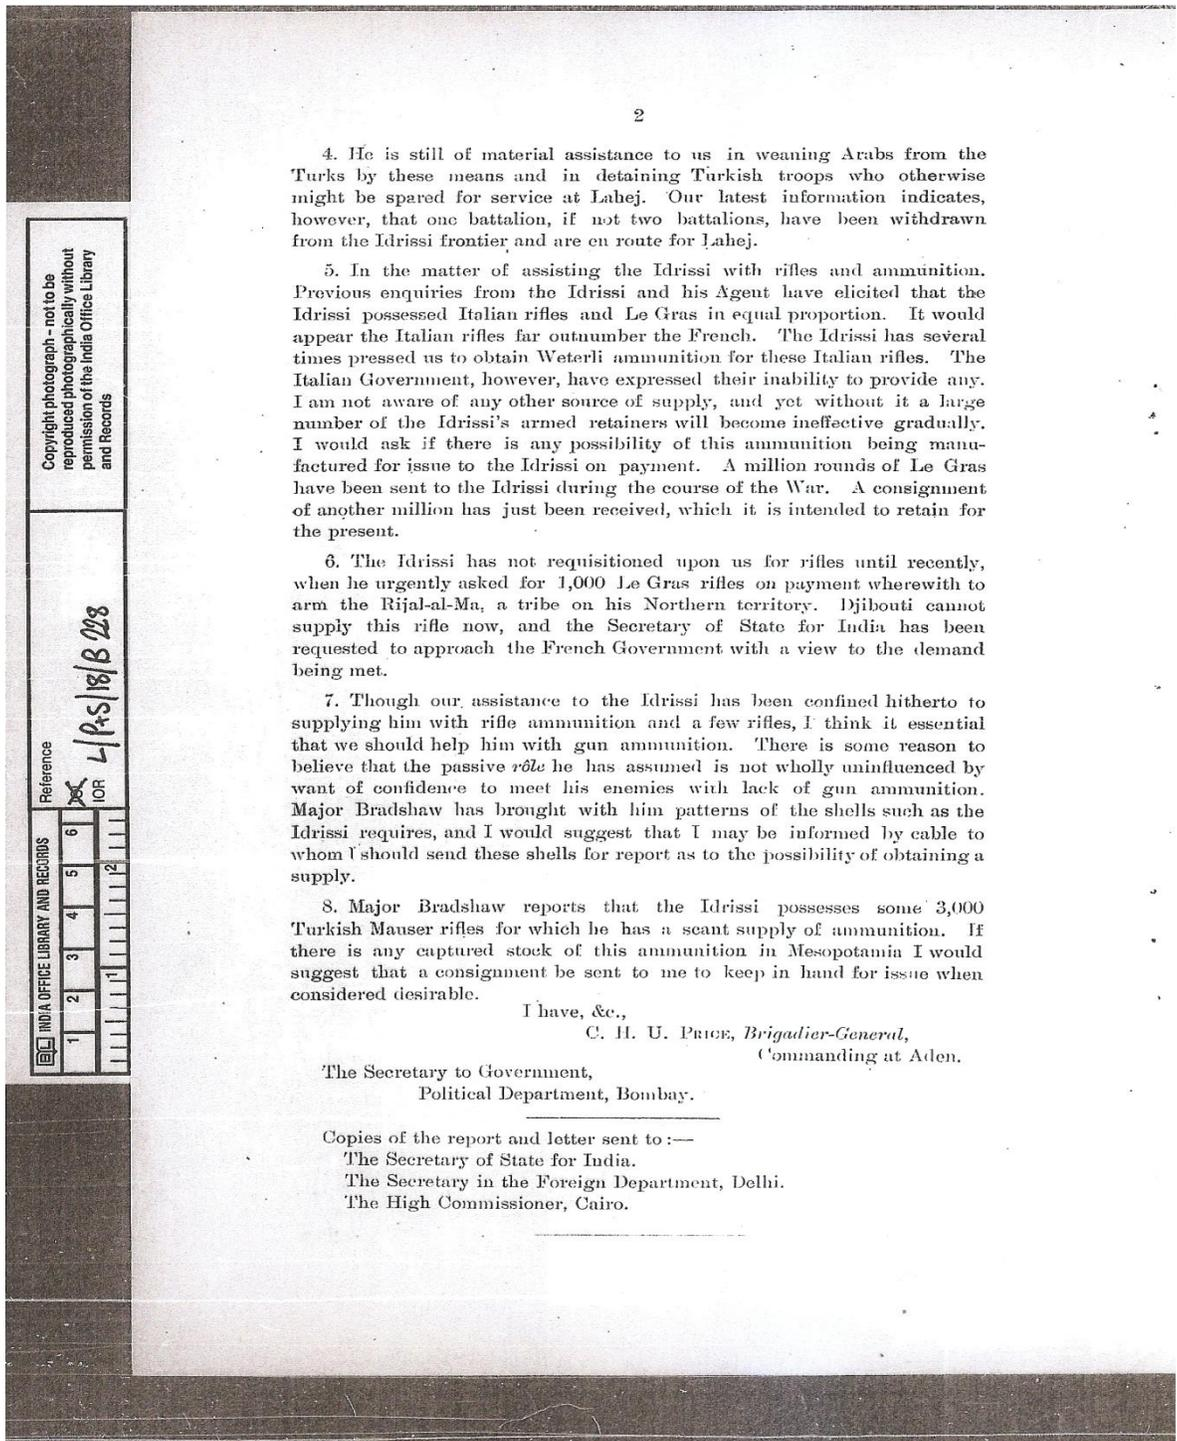 2
4. He is still of material assistance to us in weaning Arabs from the
Turks by these means and in detaining Turkish troops who otherwise
might be spared for service at Lahej. Our latest information indicates,
however, that one battalion, if not two battalions, have been withdrawn
from the Idrissi frontier and are en route for Lahej.
5. In the matter of assisting the Idrissi with rifles and ammunition.
Previous enquiries from the Idrissi and his Agent have elicited that the
Idrissi possessed Italian rifles and Le Gras in equal proportion. It would
appear the Italian rifles far outnumber the French. The Idrissi has several
times pressed us to obtain Weterli ammunition for these Italian rifles. The
Italian Government, however, have expressed their inability to provide any.
I am not aware of any other source of supply, and yet without it a large
number of the Idrissi's armed retainers will become ineffective gradually.
I would ask if there is any possibility of this ammunition being manu-
factured for issue to the Idrissi on payment. A million rounds of Le Gras
have been sent to the Idrissi during the course of the War. A consignment
of another million has just been received, which it is intended to retain for
the present.
6. The Idrissi has not requisitioned upon us for rifles until recently,
when he urgently asked for 1,000 Le Gras rifles on payment wherewith to
arm the Rijal-al-Ma, a tribe on his Northern territory. Djibouti cannot
supply this rifle now, and the Secretary of State for India has been
requested to approach the French Government with a view to the demand
being met.
7. Though our assistance to the Idrissi has been confined hitherto to
supplying him with rifle ammunition and a few rifles, I think it essential
that we should help him with gun ammunition. There is some reason to
believe that the passive rôle he has assumed is not wholly uninfluenced by
want of confidence to meet his enemies with lack of gun ammunition.
Major Bradshaw has brought with him patterns of the shells such as the
Idrissi requires, and I would suggest that I may be informed by cable to
whom I should send these shells for report as to the possibility of obtaining a
supply.
8. Major Bradshaw reports that the Idrissi possesses some 3,000
Turkish Mauser rifles for which he has a scant supply of ammunition. If
there is any captured stock of this ammunition in Mesopotamia I would
suggest that a consignment be sent to me to keep in hand for issue when
considered desirable.
I have, &c.,
C. H. U. PRICE, Brigadier-General,
Commanding at Aden.
The Secretary to Government,
Political Department, Bombay.
Copies of the report and letter sent to :—
The Secretary of State for India.
The Secretary in the Foreign Department, Delhi.
The High Commissioner, Cairo.
Copyright photograph - not to be
reproduced photographically without
permission of the India Office Library
and Records
Reference
IOR L/P+S/18/B 228
BL INDIA OFFICE LIBRARY AND RECORDS
1 2 3 4 5 6
1 2